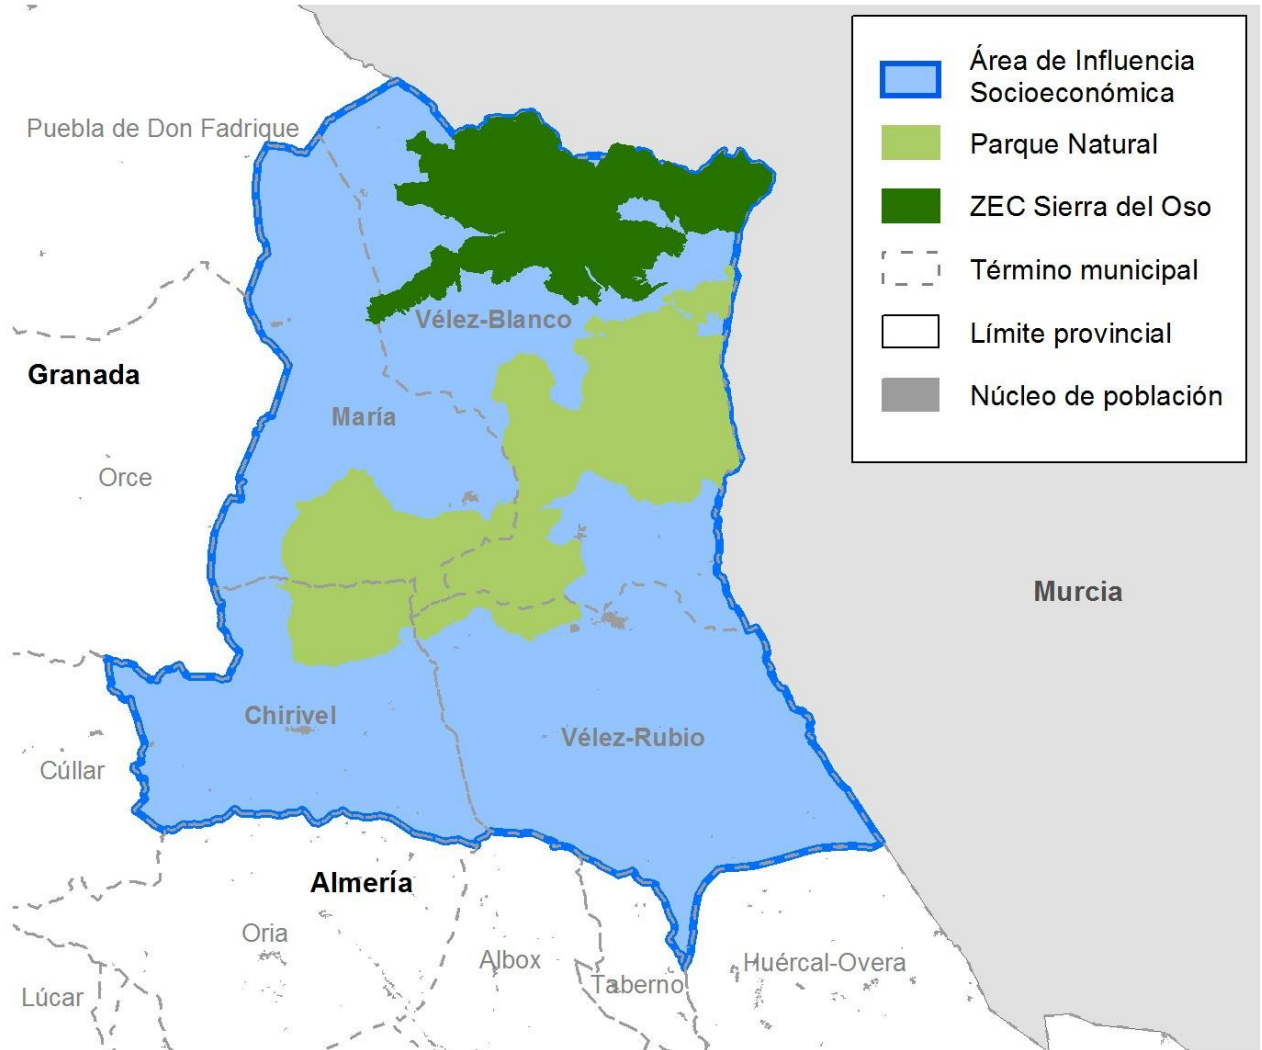 Área de Influencia
Socioeconómica
Parque Natural
ZEC Sierra del Oso
Término municipal
Límite provincial
Núcleo de población
Puebla de Don Fadrique
Vélez-Blanco
Granada
María
Orce
Murcia
Chirivel
Vélez-Rubio
Cúllar
Almería
Oria
Albox
Huércal-Overa
Taberno
Lúcar